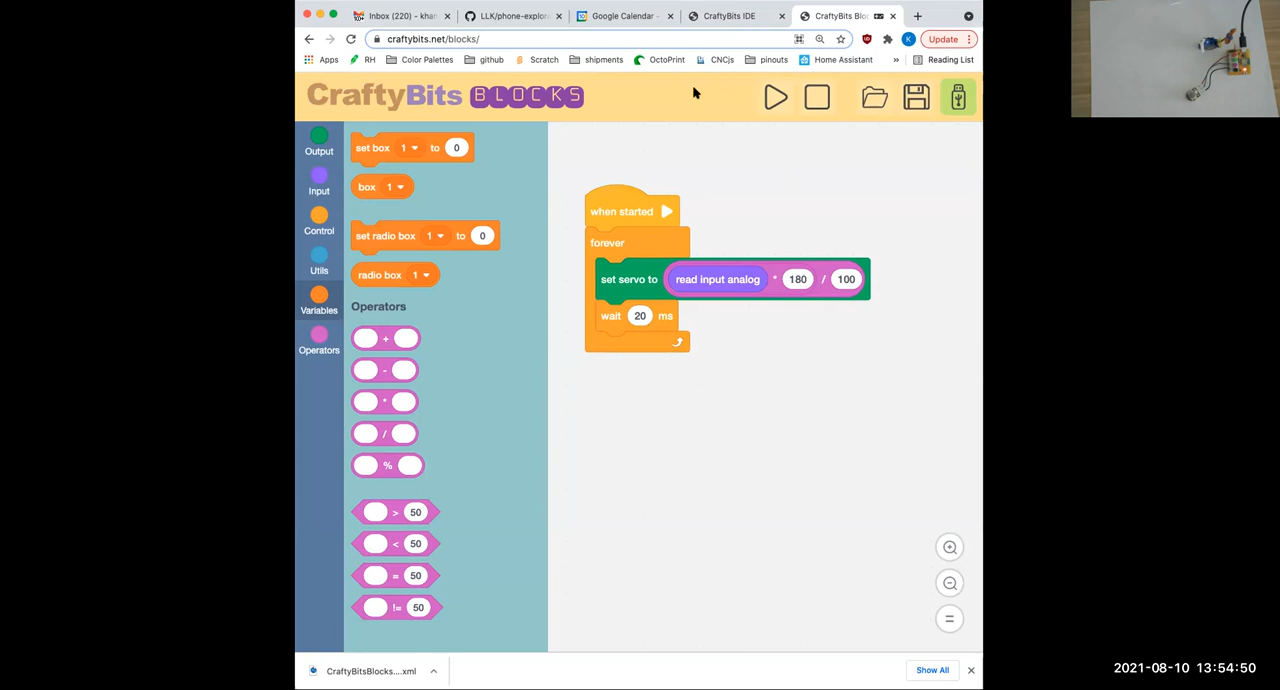 Inbox (220) - khan
LLK/phone-explora
Google Calendar -
CraftyBits IDE
CraftyBits Bloc
craftybits.net/blocks/
K
Update
Apps
RH
Color Palettes
github
Scratch
shipments
OctoPrint
CNCjs
pinouts
Home Assistant
»
Reading List
CraftyBits BLOCKS
Output
Input
Control
Utils
Variables
Operators
set box 1 to 0
box 1
set radio box 1 to 0
radio box 1
Operators
+
-
*
/
%
> 50
< 50
= 50
!= 50
when started
forever
set servo to read input analog * 180 / 100
wait 20 ms
CraftyBitsBlocks....xml
Show All
2021-08-10 13:54:50